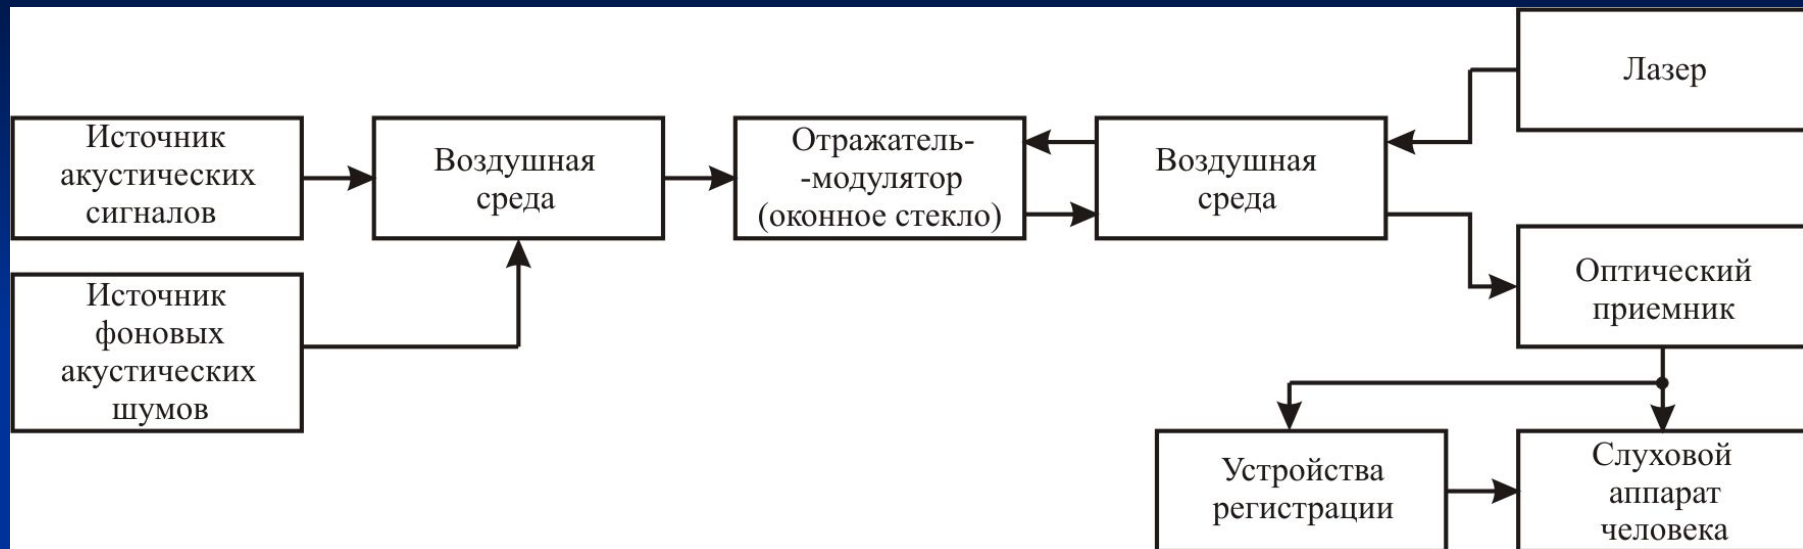 Лазер
Источник
акустических
сигналов
Воздушная
среда
Отражатель-
-модулятор
(оконное стекло)
Воздушная
среда
Источник
фоновых
акустических
шумов
Оптический
приемник
Устройства
регистрации
Слуховой
аппарат
человека